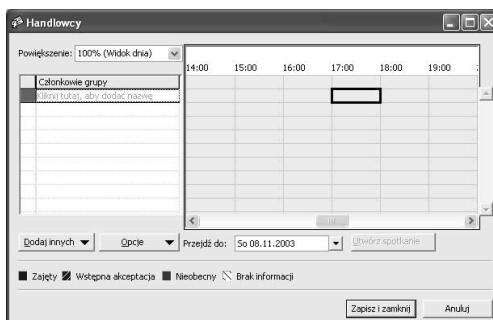 Handlowcy
Powiększenie: 100% (Widok dnia)
14:00 15:00 16:00 17:00 18:00 19:00
Członkowie grupy
Kliknij tutaj, aby dodać nazwę
Dodaj innych Opcje Przejdź do: So 08.11.2003 Utwórz spotkanie
Zajęty Wstępna akceptacja Nieobecny Brak informacji
Zapisz i zamknij Anuluj